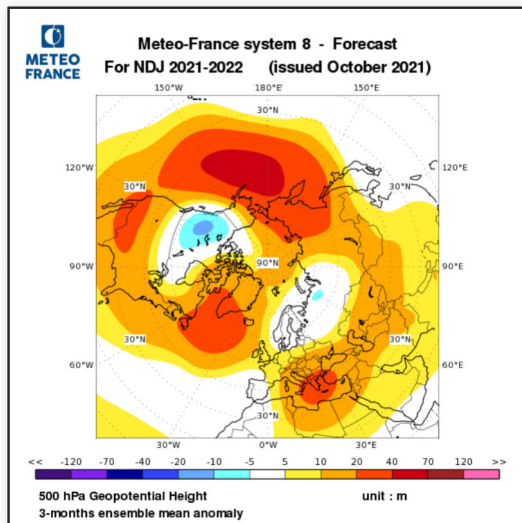 METEO
FRANCE
Meteo-France system 8 - Forecast
For NDJ 2021-2022 (issued October 2021)
150°W 180°E 150°E
30°N
120°W 120°E
30°N 30°N
90°W 90°N 90°E
30°N 30°N
60°W 60°E
30°N
30°W 0°W 30°E
<< -120 -70 -40 -20 -10 -5 5 10 20 40 70 120 >>
500 hPa Geopotential Height unit : m
3-months ensemble mean anomaly